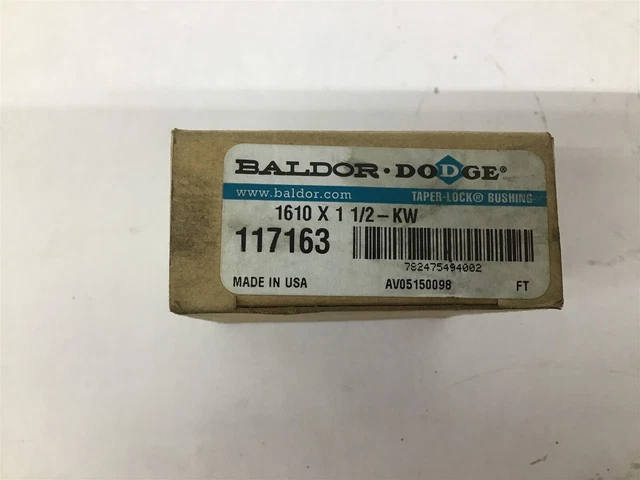 BALDOR · DODGE®
www.baldor.com TAPER-LOCK® BUSHING
1610 X 1 1/2-KW
117163
782475494002
MADE IN USA AV05150098 FT